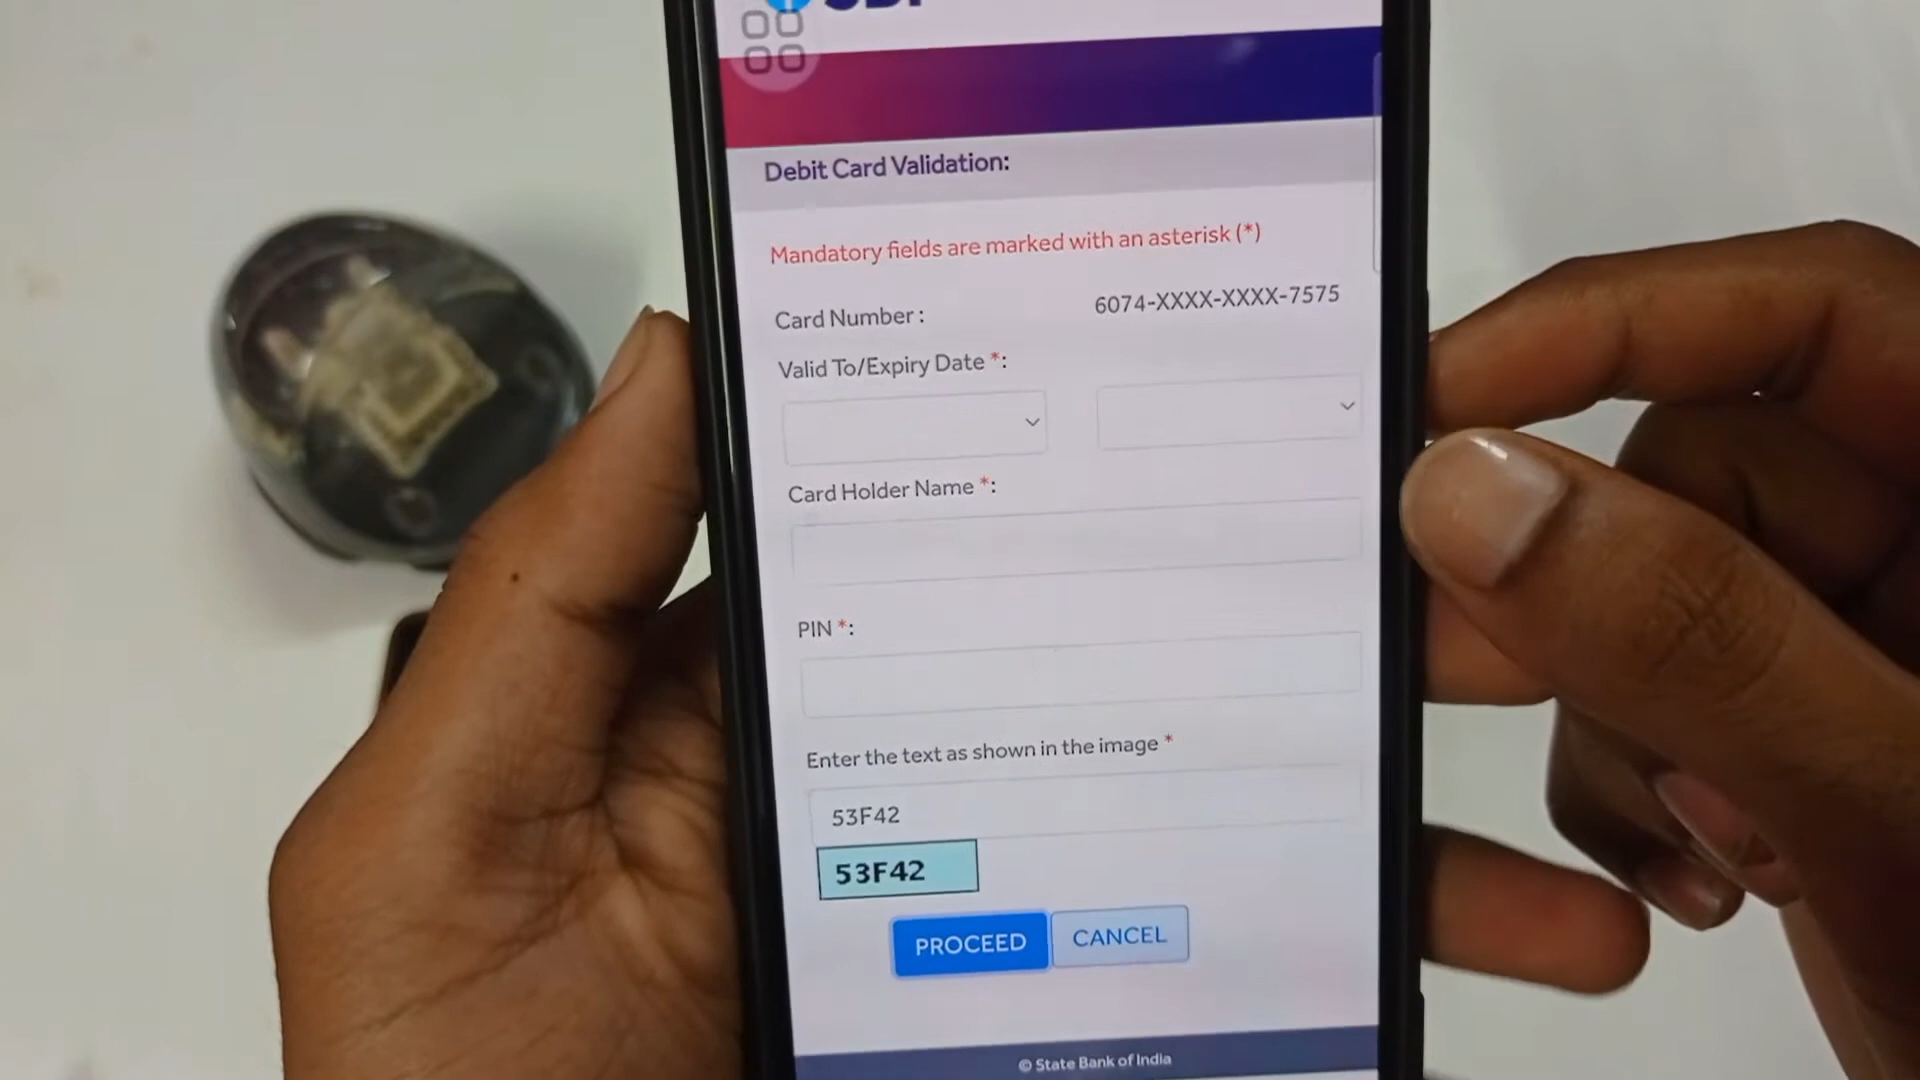 SBI
Debit Card Validation:
Mandatory fields are marked with an asterisk (*)
Card Number : 6074-XXXX-XXXX-7575
Valid To/Expiry Date *:
Card Holder Name *:
PIN *:
Enter the text as shown in the image *
53F42
53F42
PROCEED CANCEL
© State Bank of India